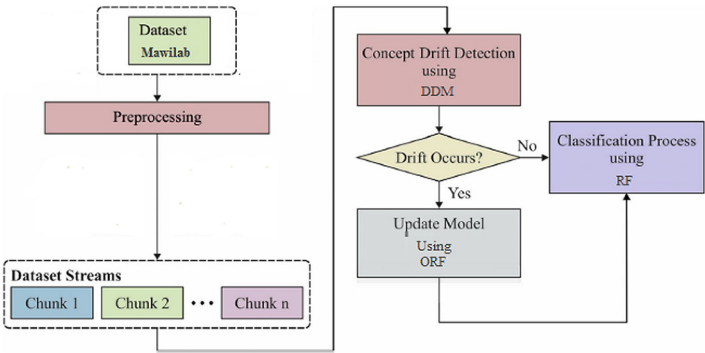 Dataset
Mawilab
Preprocessing
Dataset Streams
Chunk 1
Chunk 2
•••
Chunk n
Concept Drift Detection
using
DDM
Drift Occurs?
No
Yes
Update Model
Using
ORF
Classification Process
using
RF